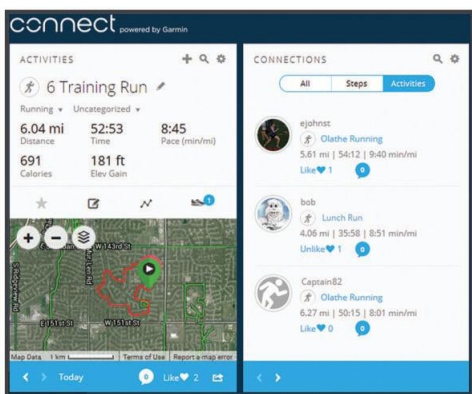 connect powered by Garmin
ACTIVITIES
6 Training Run
Running Uncategorized
6.04 mi 52:53 8:45
Distance Time Pace (min/mi)
691 181 ft
Calories Elev Gain
1
W 143rd St
S Ridgeview Rd
E 151st St W 151st St
Map Data 1 km Terms of Use Report a map error
Today 0 Like 2
CONNECTIONS
All Steps Activities
ejohnst
Olathe Running
5.61 mi | 54:12 | 9:40 min/mi
Like 1 0
bob
Lunch Run
4.06 mi | 35:58 | 8:51 min/mi
Unlike 1 0
Captain82
Olathe Running
6.27 mi | 50:15 | 8:01 min/mi
Like 0 0